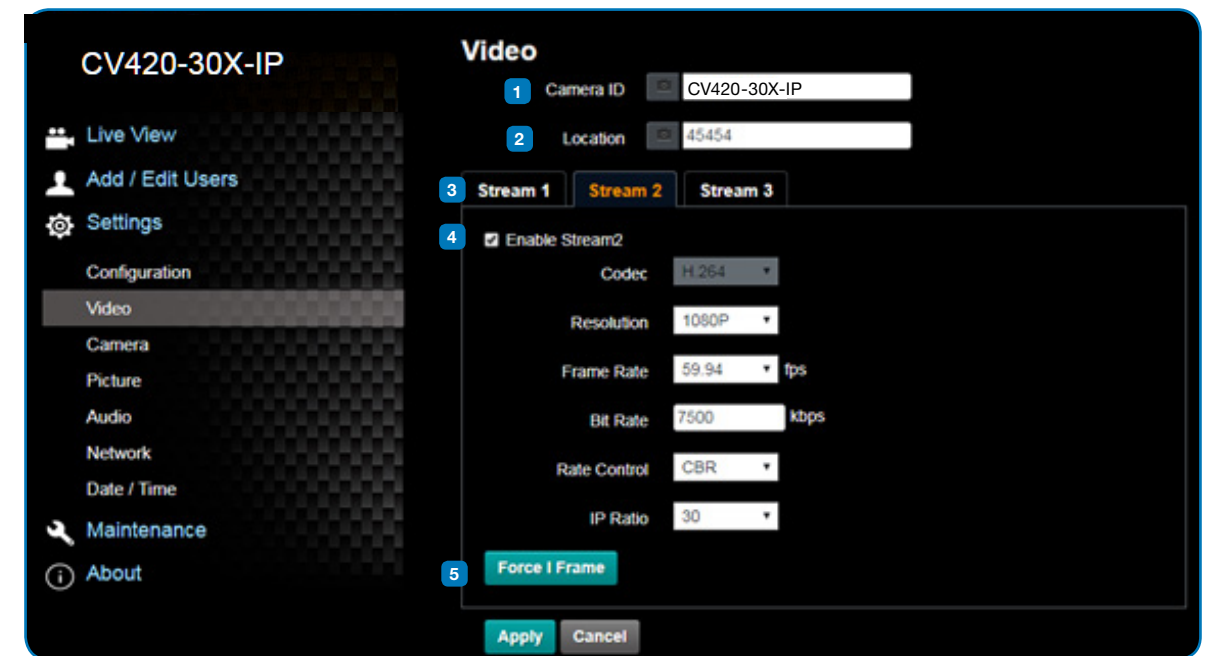 CV420-30X-IP
Live View
Add / Edit Users
Settings
Configuration
Video
Camera
Picture
Audio
Network
Date / Time
Maintenance
About
Video
1 Camera ID CV420-30X-IP
2 Location 45454
3 Stream 1 Stream 2 Stream 3
4 Enable Stream2
Codec H.264
Resolution 1080P
Frame Rate 59.94 fps
Bit Rate 7500 kbps
Rate Control CBR
IP Ratio 30
5 Force I Frame
Apply Cancel